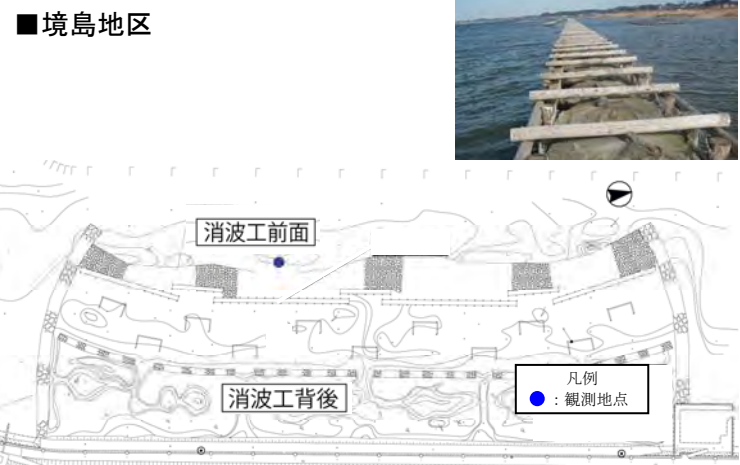 ■境島地区
消波工前面
消波工背後
凡例
●：観測地点